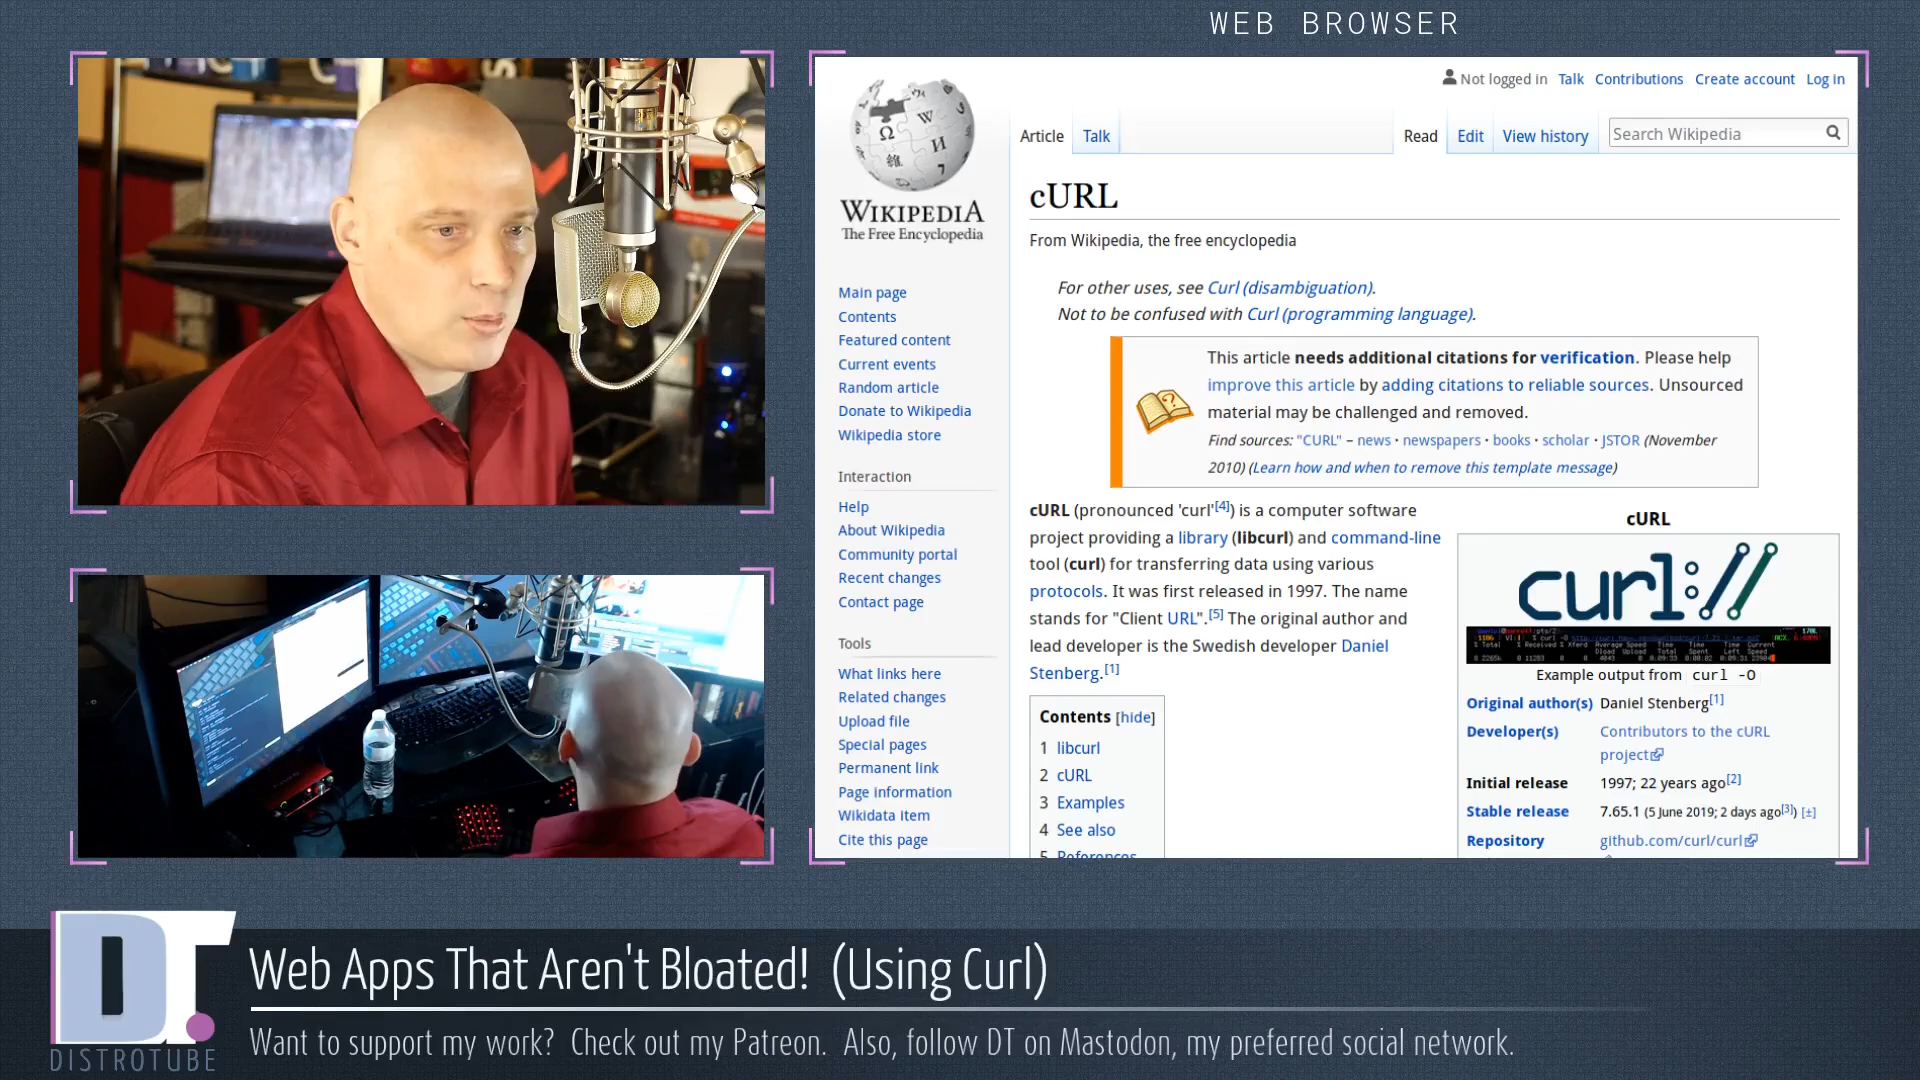 WEB BROWSER
Not logged in Talk Contributions Create account Log in
Article Talk Read Edit View history Search Wikipedia
WIKIPEDIA
The Free Encyclopedia
Main page
Contents
Featured content
Current events
Random article
Donate to Wikipedia
Wikipedia store
Interaction
Help
About Wikipedia
Community portal
Recent changes
Contact page
Tools
What links here
Related changes
Upload file
Special pages
Permanent link
Page information
Wikidata item
Cite this page
cURL
From Wikipedia, the free encyclopedia
For other uses, see Curl (disambiguation).
Not to be confused with Curl (programming language).
This article needs additional citations for verification. Please help
improve this article by adding citations to reliable sources. Unsourced
material may be challenged and removed.
Find sources: "CURL" – news · newspapers · books · scholar · JSTOR (November
2010) (Learn how and when to remove this template message)
cURL (pronounced 'curl'[4]) is a computer software
project providing a library (libcurl) and command-line
tool (curl) for transferring data using various
protocols. It was first released in 1997. The name
stands for "Client URL".[5] The original author and
lead developer is the Swedish developer Daniel
Stenberg.[1]
Contents [hide]
1 libcurl
2 cURL
3 Examples
4 See also
5 References
cURL
curl://
Example output from curl -O
Original author(s) Daniel Stenberg[1]
Developer(s) Contributors to the cURL
project
Initial release 1997; 22 years ago[2]
Stable release 7.65.1 (5 June 2019; 2 days ago[3]) [±]
Repository github.com/curl/curl
DT
DISTROTUBE
Web Apps That Aren't Bloated! (Using Curl)
Want to support my work? Check out my Patreon. Also, follow DT on Mastodon, my preferred social network.